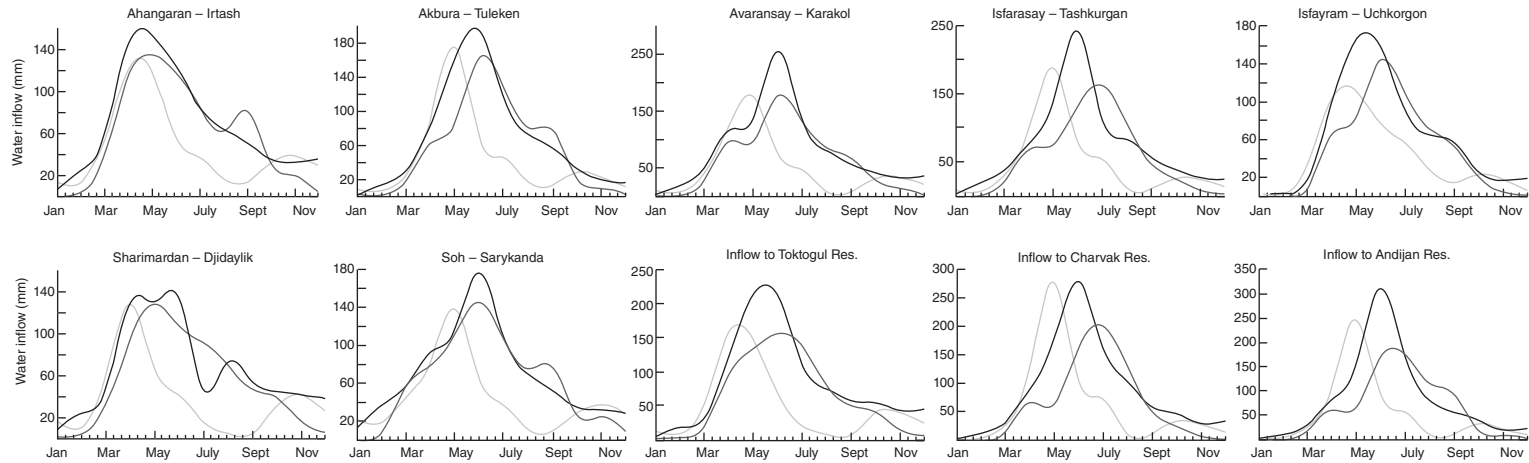 Ahangaran – Irtash
Akbura – Tuleken
Avaransay – Karakol
Isfarasay – Tashkurgan
Isfayram – Uchkorgon
Water inflow (mm)
140
100
60
20
Jan Mar May July Sept Nov
180
140
100
60
20
Jan Mar May July Sept Nov
250
150
50
Jan Mar May July Sept Nov
250
150
50
Jan Mar May July Sept Nov
180
140
100
60
20
Jan Mar May July Sept Nov
Sharimardan – Djidaylik
Soh – Sarykanda
Inflow to Toktogul Res.
Inflow to Charvak Res.
Inflow to Andijan Res.
Water inflow (mm)
140
100
60
20
Jan Mar May July Sept Nov
180
140
100
60
20
Jan Mar May July Sept Nov
250
200
150
100
50
Jan Mar May July Sept Nov
300
250
200
150
100
50
Jan Mar May July Sept Nov
350
300
250
200
150
100
50
Jan Mar May July Sept Nov